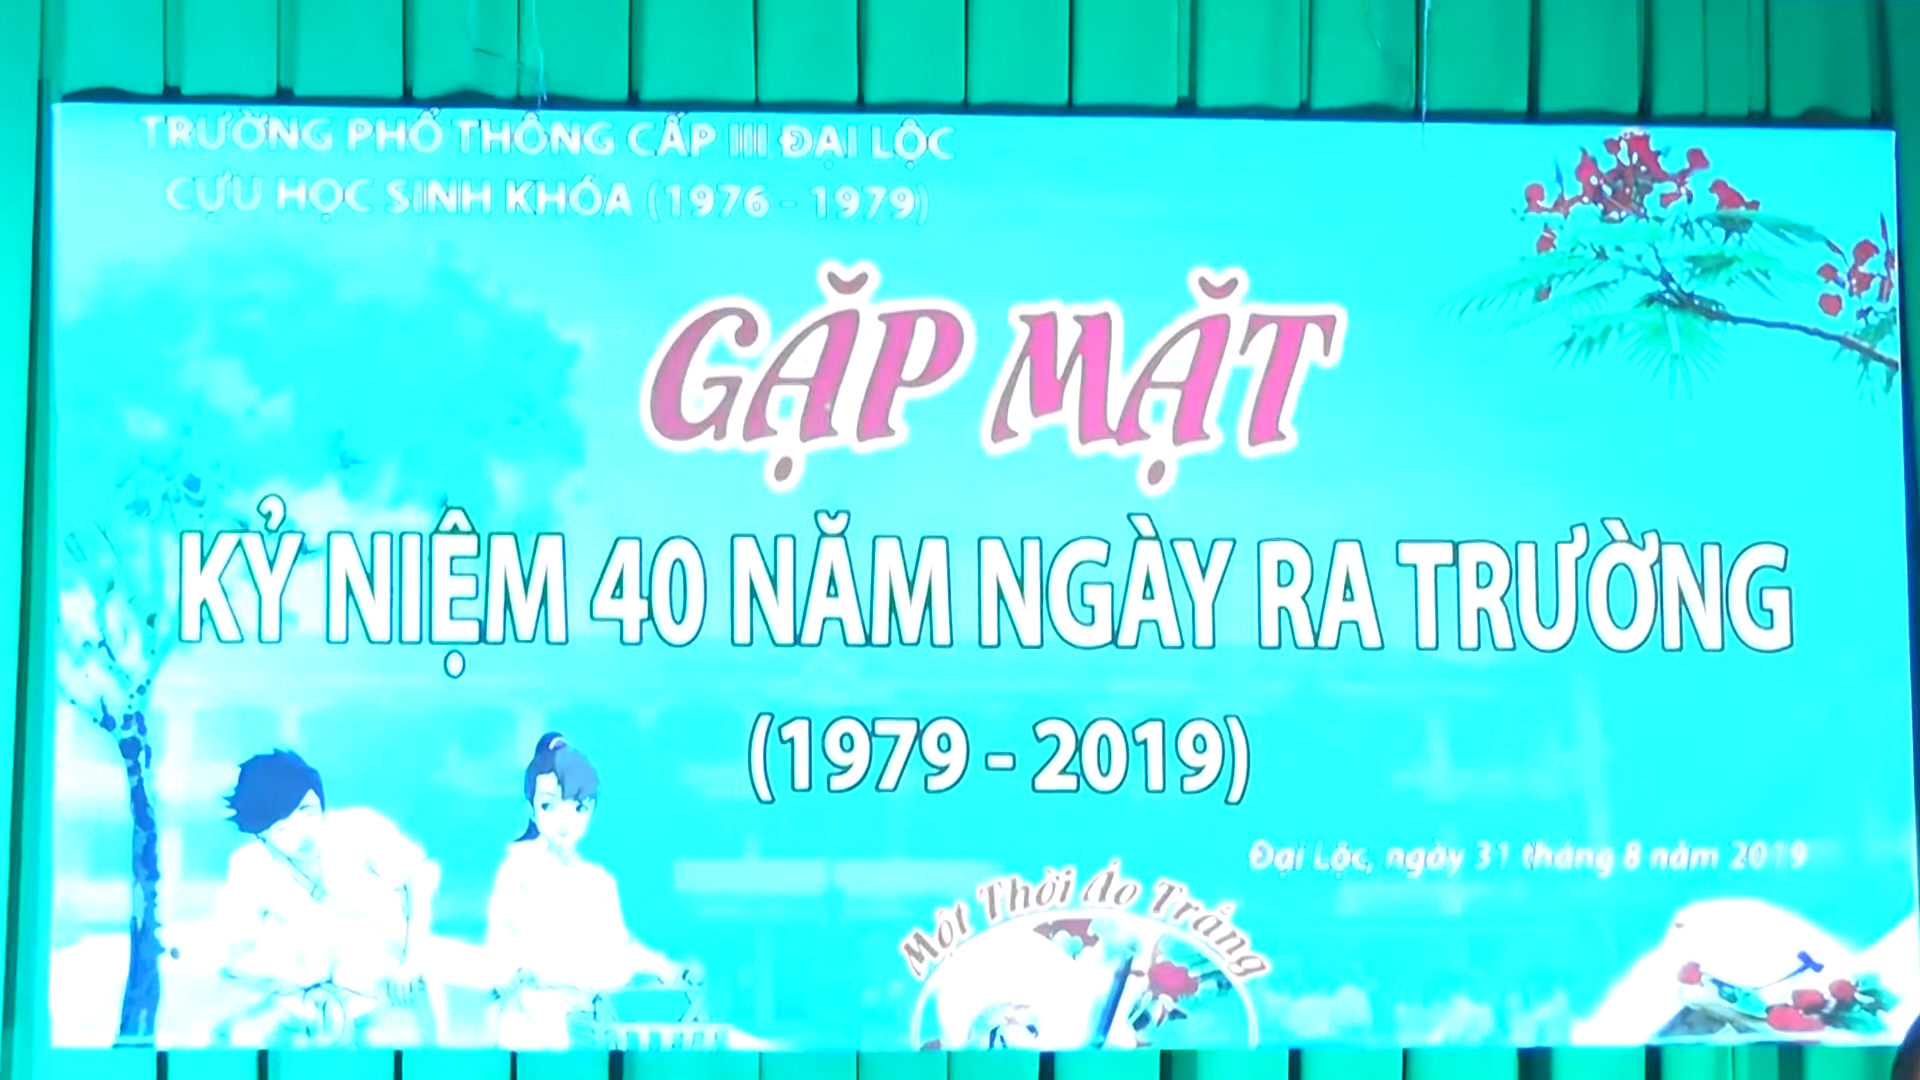 TRƯỜNG PHỔ THÔNG CẤP III ĐẠI LỘC
CỰU HỌC SINH KHÓA (1976 - 1979)
GẶP MẶT
KỶ NIỆM 40 NĂM NGÀY RA TRƯỜNG
(1979 - 2019)
Đại Lộc, ngày 31 tháng 8 năm 2019
Một Thời Áo Trắng